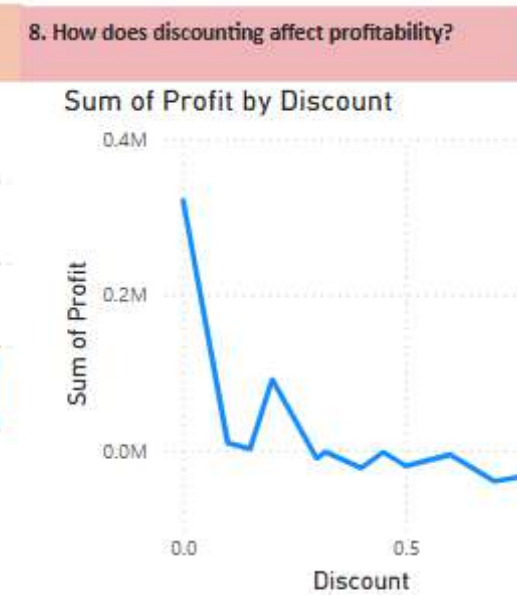 8. How does discounting affect profitability?
Sum of Profit by Discount
0.4M
0.2M
0.0M
Sum of Profit
0.0
0.5
Discount